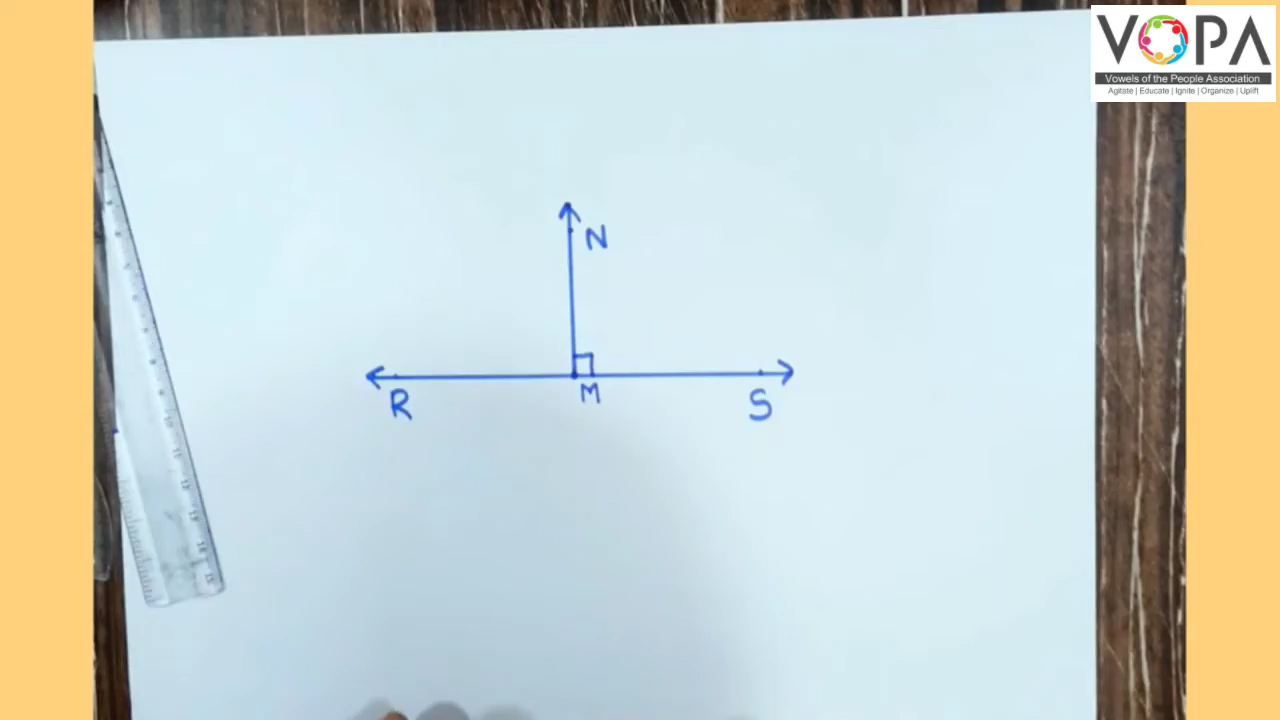 VOPA
Vowels of the People Association
Agitate | Educate | Ignite | Organize | Uplift
N
R M S